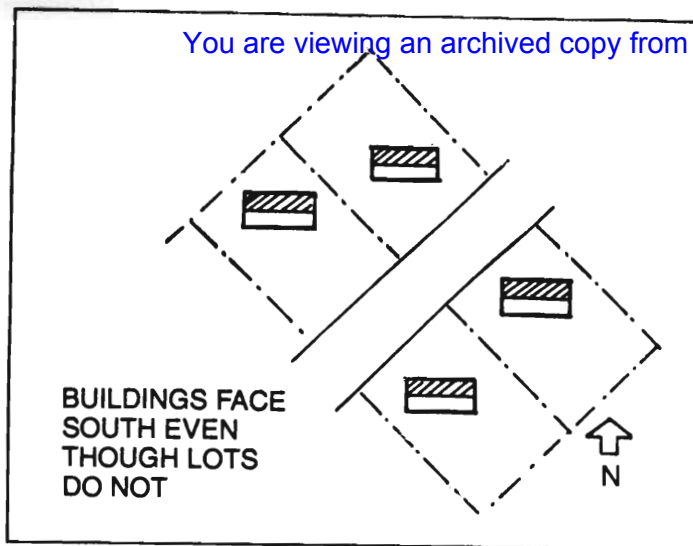 You are viewing an archived copy from
BUILDINGS FACE
SOUTH EVEN
THOUGH LOTS
DO NOT
N